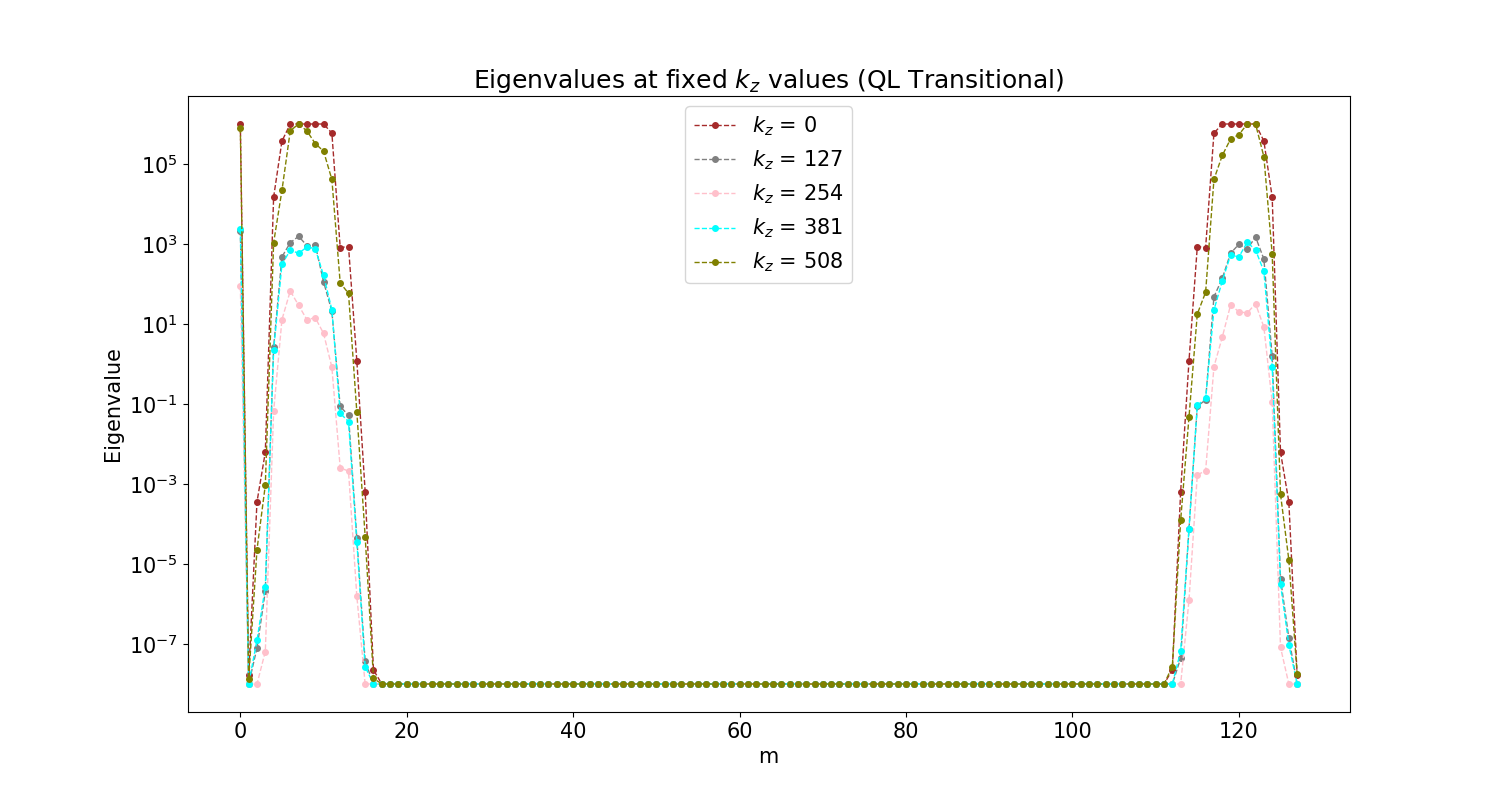 Eigenvalues at fixed $k_z$ values (QL Transitional)
$k_z$ = 0
$k_z$ = 127
$k_z$ = 254
$k_z$ = 381
$k_z$ = 508
Eigenvalue
$10^5$
$10^3$
$10^1$
$10^{-1}$
$10^{-3}$
$10^{-5}$
$10^{-7}$
0 20 40 60 80 100 120
m